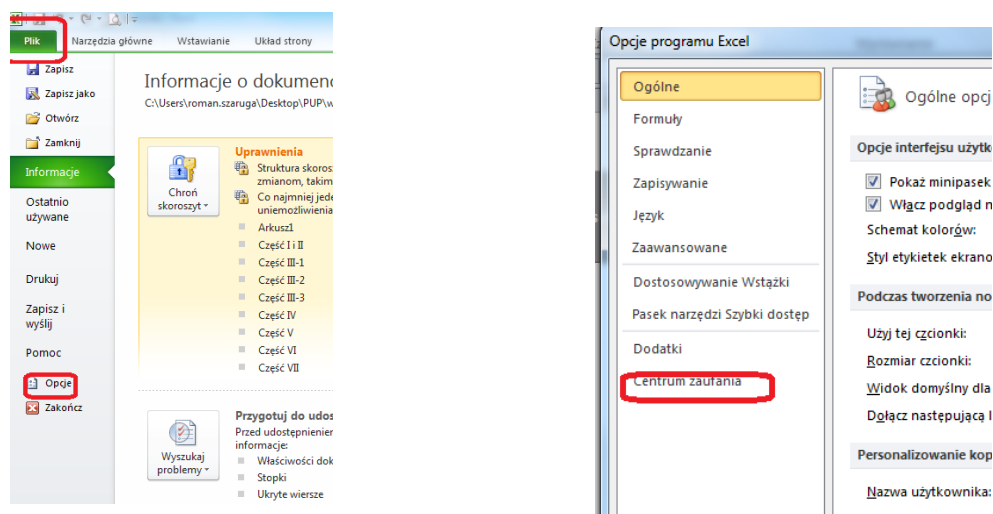 Plik Narzędzia główne Wstawianie Układ strony
Zapisz
Zapisz jako
Otwórz
Zamknij
Informacje
Ostatnio
używane
Nowe
Drukuj
Zapisz i
wyślij
Pomoc
Opcje
Zakończ
Informacje o dokumenc
C:\Users\roman.szaruga\Desktop\PUP\w
Chroń
skoroszyt
Uprawnienia
Struktura skorosz
zmianom, takim
Co najmniej jede
uniemożliwienia
Arkusz1
Część I i II
Część III-1
Część III-2
Część III-3
Część IV
Część V
Część VI
Część VII
Wyszukaj
problemy
Przygotuj do udos
Przed udostępnienier
informacje:
Właściwości dok
Stopki
Ukryte wiersze
Opcje programu Excel
Ogólne
Formuły
Sprawdzanie
Zapisywanie
Język
Zaawansowane
Dostosowywanie Wstążki
Pasek narzędzi Szybki dostęp
Dodatki
Centrum zaufania
Ogólne opcj
Opcje interfejsu użytko
Pokaż minipasek
Włącz podgląd n
Schemat kolorów:
Styl etykietek ekrano
Podczas tworzenia no
Użyj tej czcionki:
Rozmiar czcionki:
Widok domyślny dla
Dołącz następującą l
Personalizowanie kop
Nazwa użytkownika: